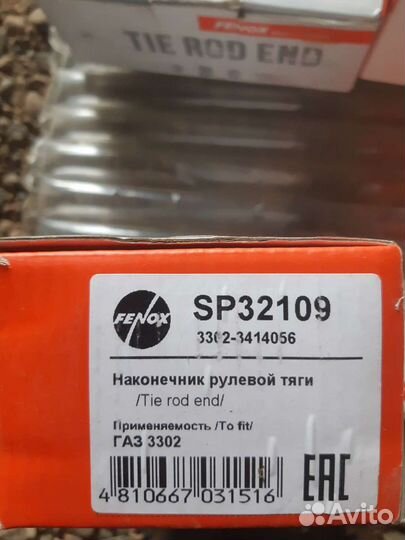 FENOX
TIE ROD END
FENOX
SP32109
3302-3414056
Наконечник рулевой тяги
/Tie rod end/
Применяемость /To fit/
ГАЗ 3302
4 810667 031516
EAC
Avito